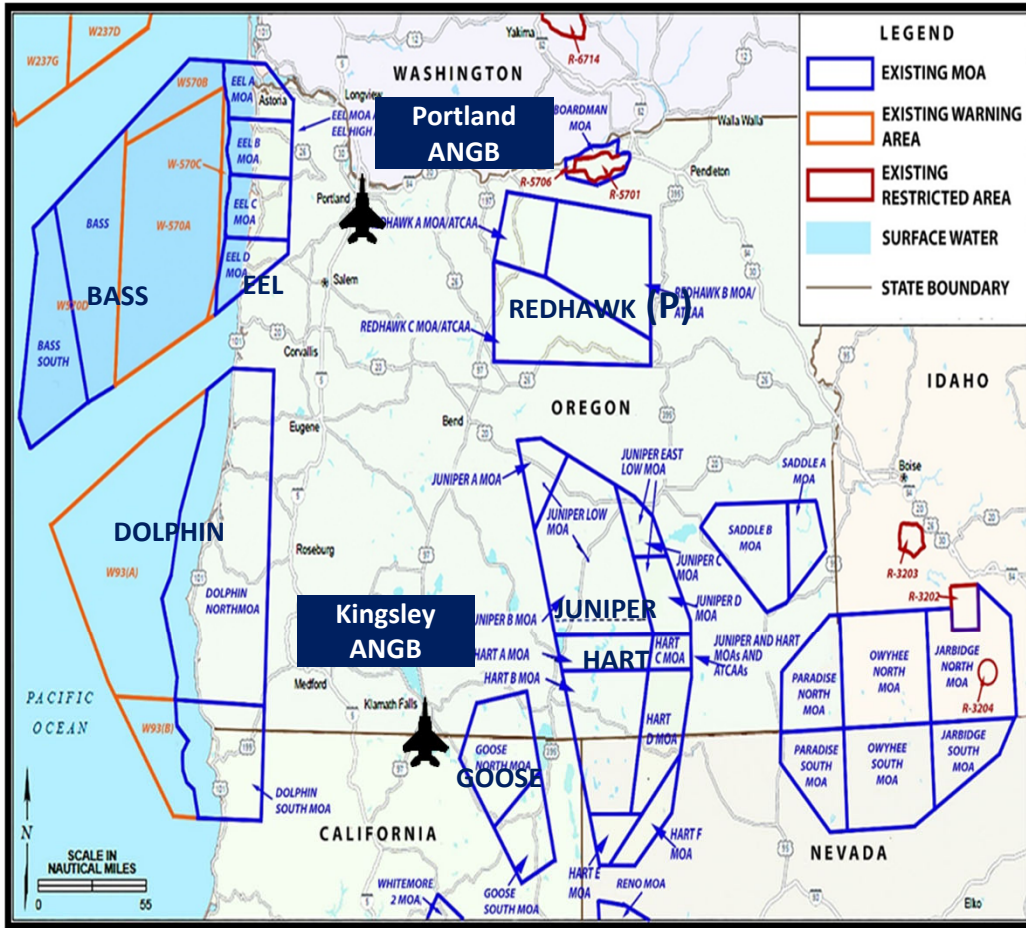 W237D
W237G
Yakima
R-6714
WASHINGTON
LEGEND
EXISTING MOA
EXISTING WARNING
AREA
EXISTING
RESTRICTED AREA
SURFACE WATER
STATE BOUNDARY
W570B
EEL A
MOA
Astoria
Longview
EEL MOA
EEL HIGH
Portland
ANGB
BOARDMAN
MOA
Walla Walla
EEL B
MOA
W-570C
R-5706
R-5701
Pendleton
Portland
EEL C
MOA
BASS
W-570A
DHAWK A MOA/ATCAA
EEL D
MOA
EEL
Salem
BASS
W570D
REDHAWK (P)
REDHAWK B MOA/
ATCAA
REDHAWK C MOA/ATCAA
BASS
SOUTH
Corvallis
IDAHO
OREGON
Bend
Eugene
JUNIPER A MOA
JUNIPER EAST
LOW MOA
SADDLE A
MOA
Boise
JUNIPER LOW
MOA
SADDLE B
MOA
DOLPHIN
W93(A)
Roseburg
JUNIPER C
MOA
R-3203
DOLPHIN
NORTHMOA
R-3202
Kingsley
ANGB
JUNIPER
JUNIPER D
MOA
UNIPER B MOA
HART A MOA
HART
HART
C MOA
JUNIPER AND HART
MOAs AND
ATCAAs
HART B MOA
PARADISE
NORTH
MOA
OWYHEE
NORTH
MOA
JARBIDGE
NORTH
MOA
R-3204
Medford
PACIFIC
OCEAN
Klamath Falls
W93(B)
HART
D MOA
GOOSE
NORTH MOA
GOOSE
PARADISE
SOUTH
MOA
OWYHEE
SOUTH
MOA
JARBIDGE
SOUTH
MOA
DOLPHIN
SOUTH MOA
N
CALIFORNIA
HART F
MOA
NEVADA
SCALE IN
NAUTICAL MILES
0 55
HART E
MOA
GOOSE
SOUTH MOA
WHITEMORE
2 MOA
RENO MOA
Elko